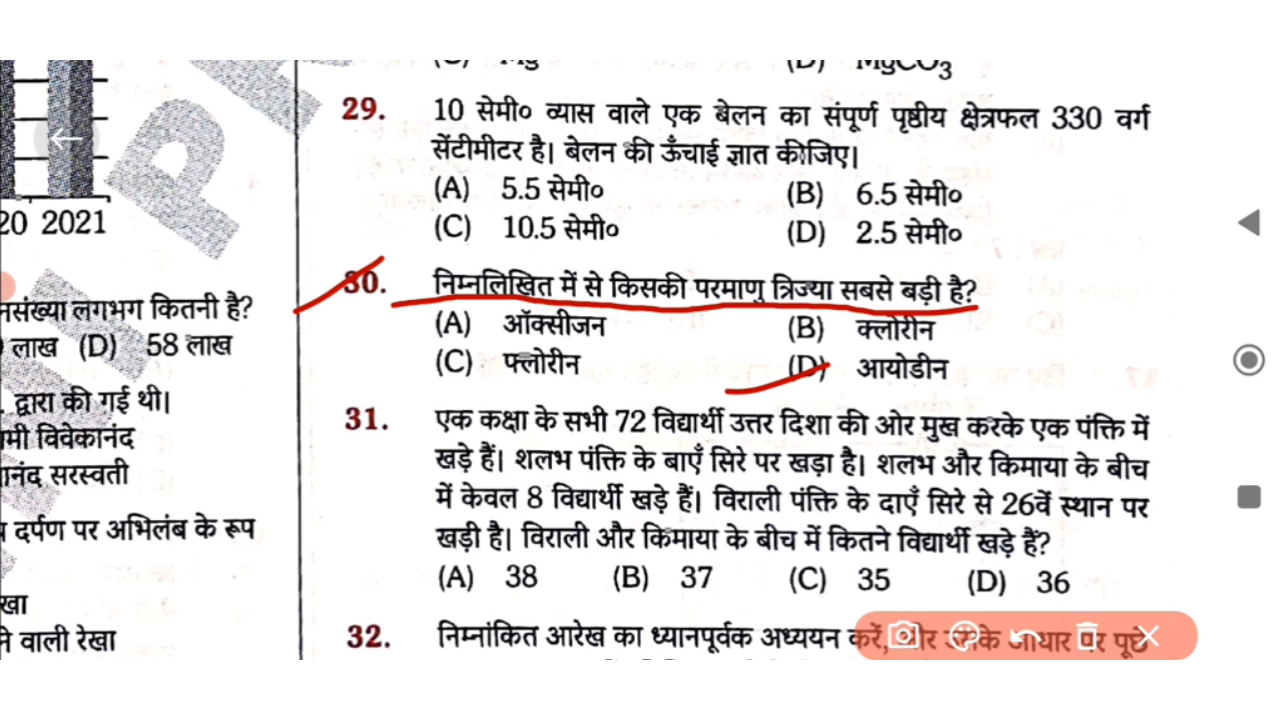 20 2021
नसंख्या लगभग कितनी है?
लाख (D) 58 लाख
द्वारा की गई थी।
मी विवेकानंद
ानंद सरस्वती
दर्पण पर अभिलंब के रूप
खा
ने वाली रेखा
(D) MgCO3
29. 10 सेमी० व्यास वाले एक बेलन का संपूर्ण पृष्ठीय क्षेत्रफल 330 वर्ग
सेंटीमीटर है। बेलन की ऊँचाई ज्ञात कीजिए।
(A) 5.5 सेमी० (B) 6.5 सेमी०
(C) 10.5 सेमी० (D) 2.5 सेमी०
30. निम्नलिखित में से किसकी परमाणु त्रिज्या सबसे बड़ी है?
(A) ऑक्सीजन (B) क्लोरीन
(C) फ्लोरीन (D) आयोडीन
31. एक कक्षा के सभी 72 विद्यार्थी उत्तर दिशा की ओर मुख करके एक पंक्ति में
खड़े हैं। शलभ पंक्ति के बाएँ सिरे पर खड़ा है। शलभ और किमाया के बीच
में केवल 8 विद्यार्थी खड़े हैं। विराली पंक्ति के दाएँ सिरे से 26वें स्थान पर
खड़ी है। विराली और किमाया के बीच में कितने विद्यार्थी खड़े हैं?
(A) 38 (B) 37 (C) 35 (D) 36
32. निम्नांकित आरेख का ध्यानपूर्वक अध्ययन करें, और उसके आधार पर पूछे